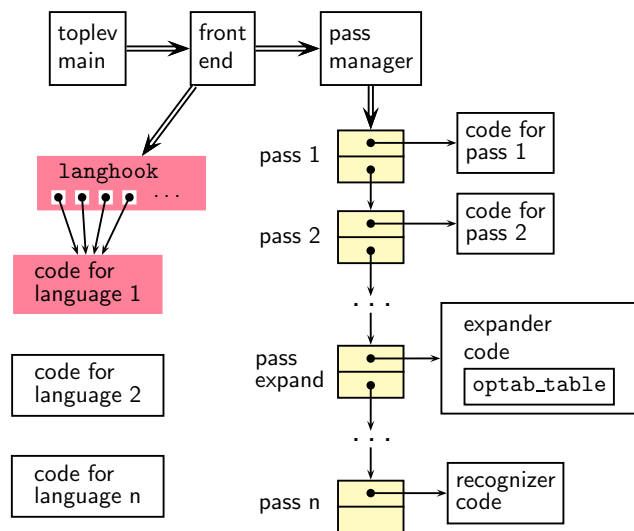 toplev
main
front
end
pass
manager
langhook
. . .
code for
language 1
code for
language 2
code for
language n
pass 1
code for
pass 1
pass 2
code for
pass 2
. . .
pass
expand
expander
code
optab_table
. . .
pass n
recognizer
code